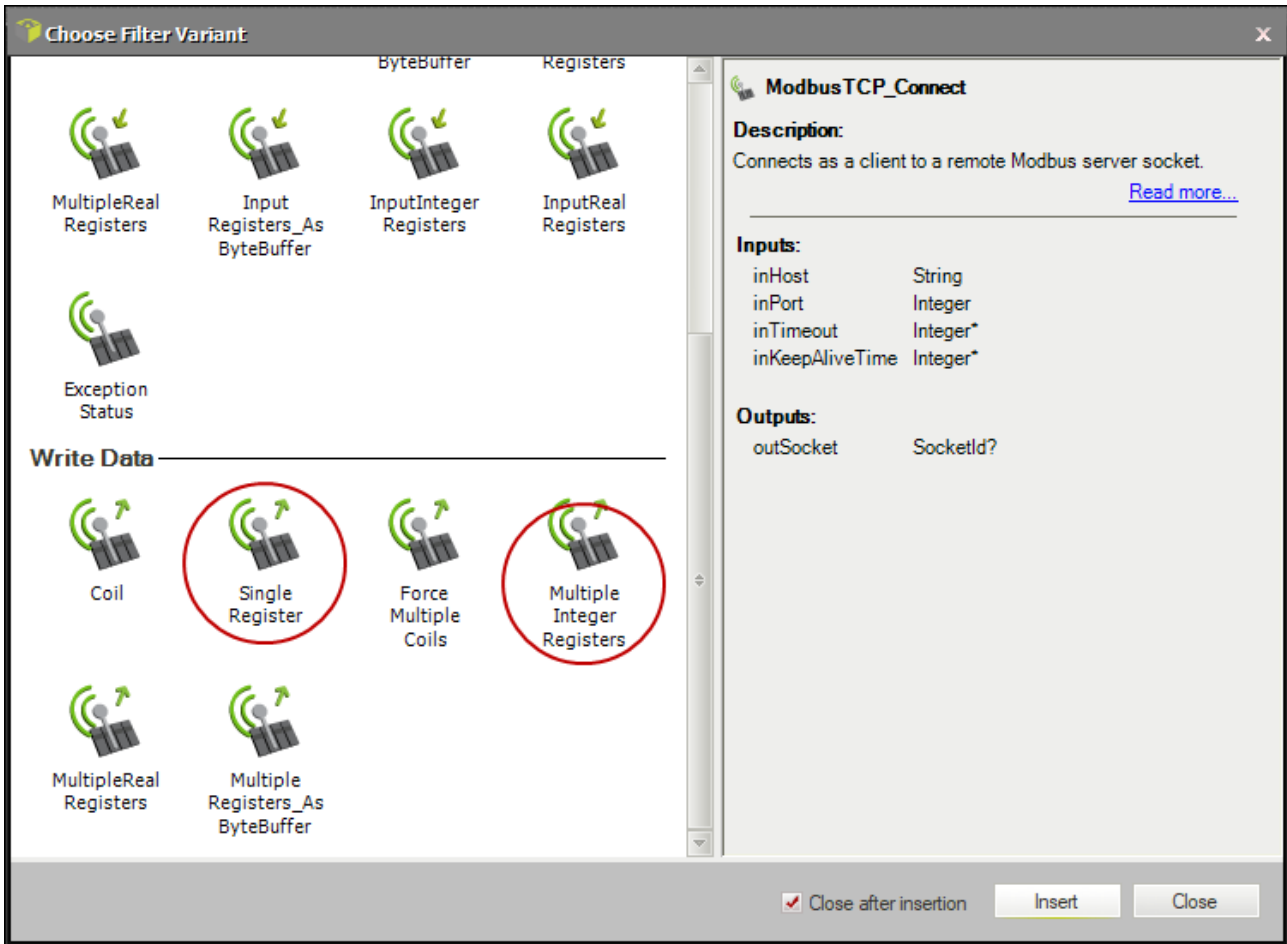 Choose Filter Variant
x
ByteBuffer
Registers
MultipleReal
Registers
Input
Registers_As
ByteBuffer
InputInteger
Registers
InputReal
Registers
Exception
Status
Write Data
Coil
Single
Register
Force
Multiple
Coils
Multiple
Integer
Registers
MultipleReal
Registers
Multiple
Registers_As
ByteBuffer
ModbusTCP_Connect
Description:
Connects as a client to a remote Modbus server socket.
Read more...
Inputs:
inHost String
inPort Integer
inTimeout Integer*
inKeepAliveTime Integer*
Outputs:
outSocket SocketId?
Close after insertion
Insert
Close